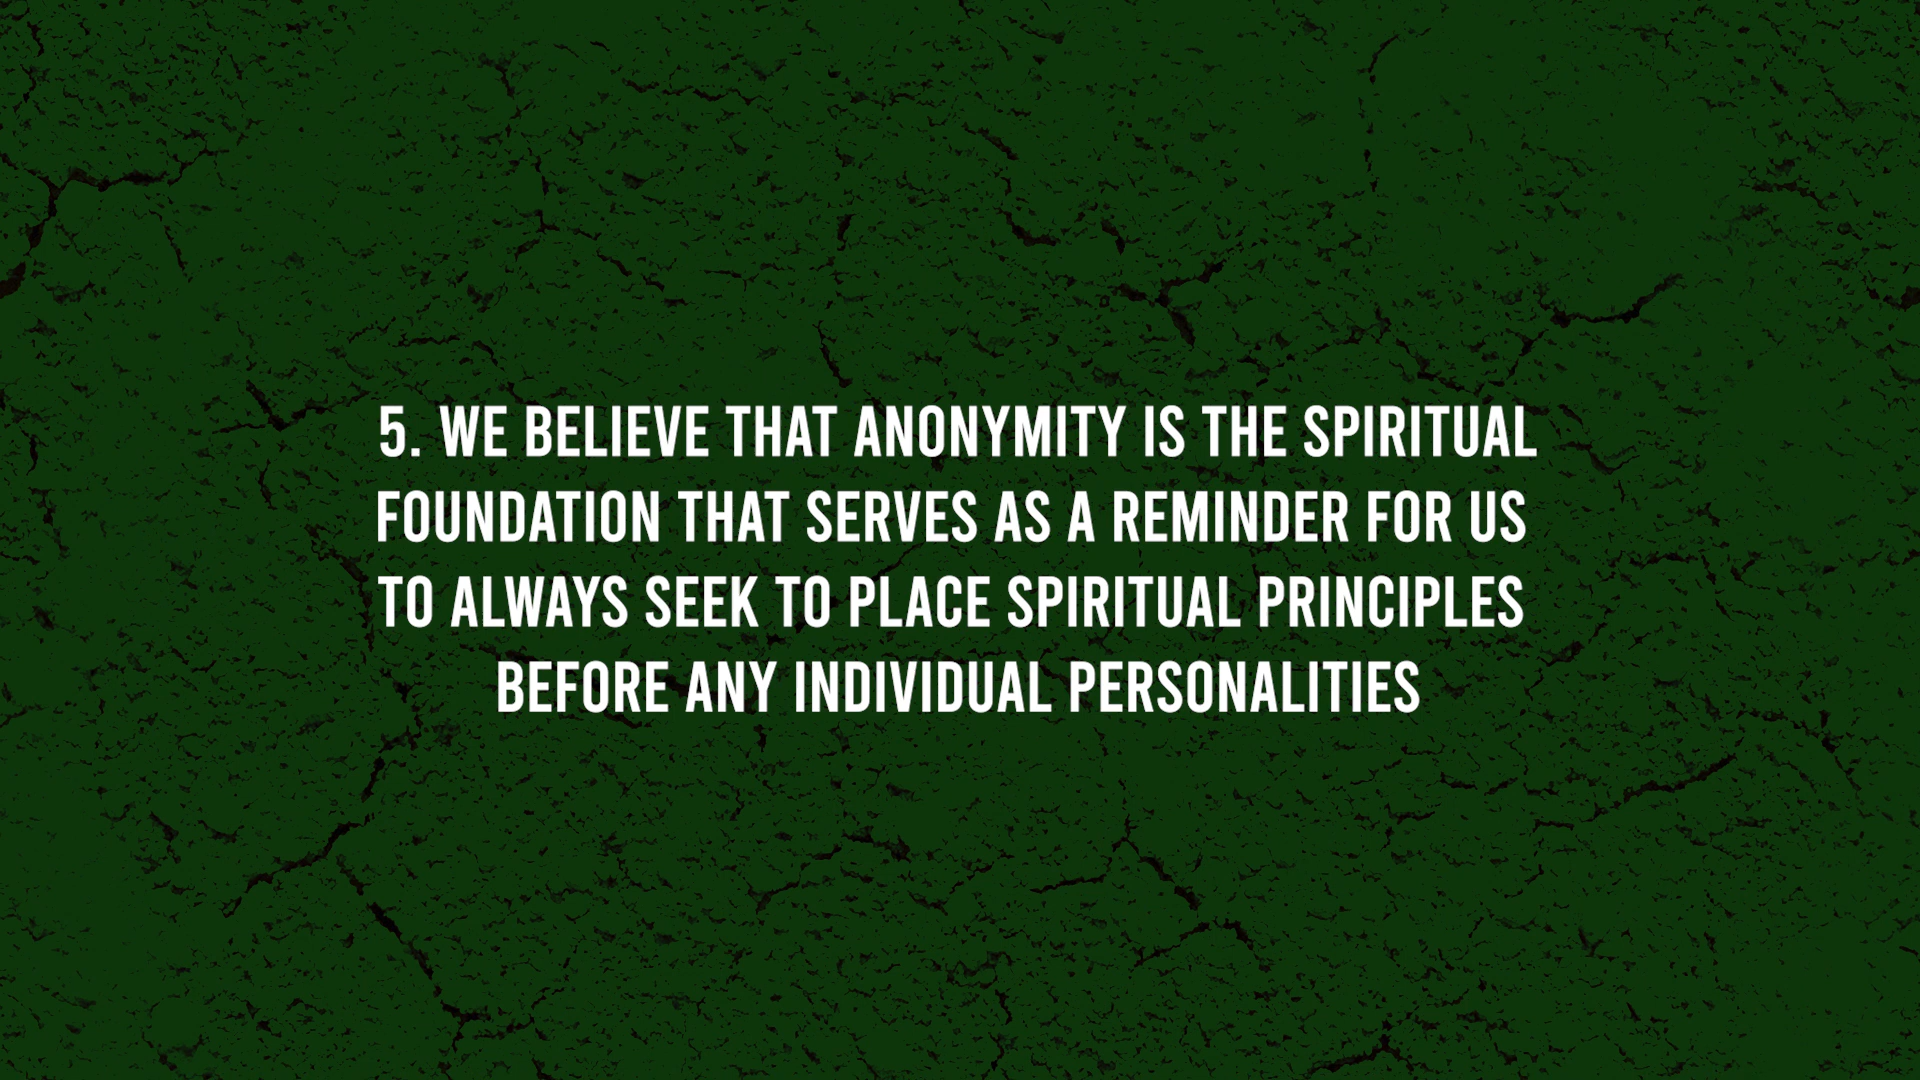 5. WE BELIEVE THAT ANONYMITY IS THE SPIRITUAL
FOUNDATION THAT SERVES AS A REMINDER FOR US
TO ALWAYS SEEK TO PLACE SPIRITUAL PRINCIPLES
BEFORE ANY INDIVIDUAL PERSONALITIES